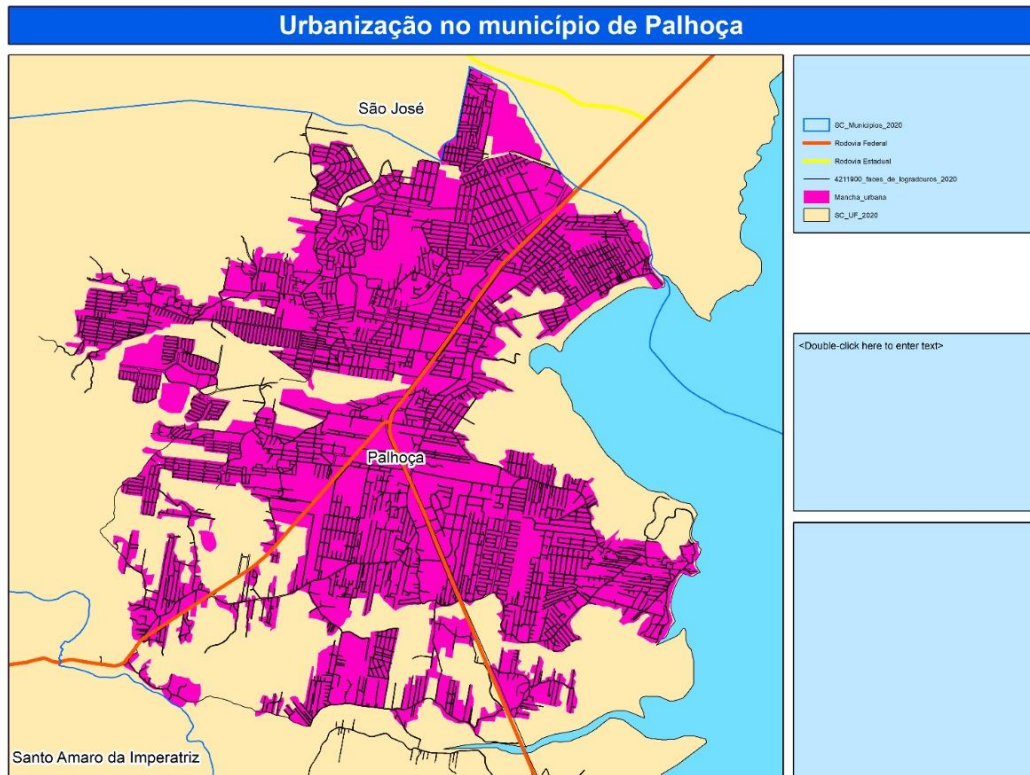 Urbanização no município de Palhoça
São José
Palhoça
Santo Amaro da Imperatriz
SC_Municípios_2020
Rodovia Federal
Rodovia Estadual
4211900_faces_de_logradouros_2020
Mancha_urbana
SC_UF_2020
<Double-click here to enter text>